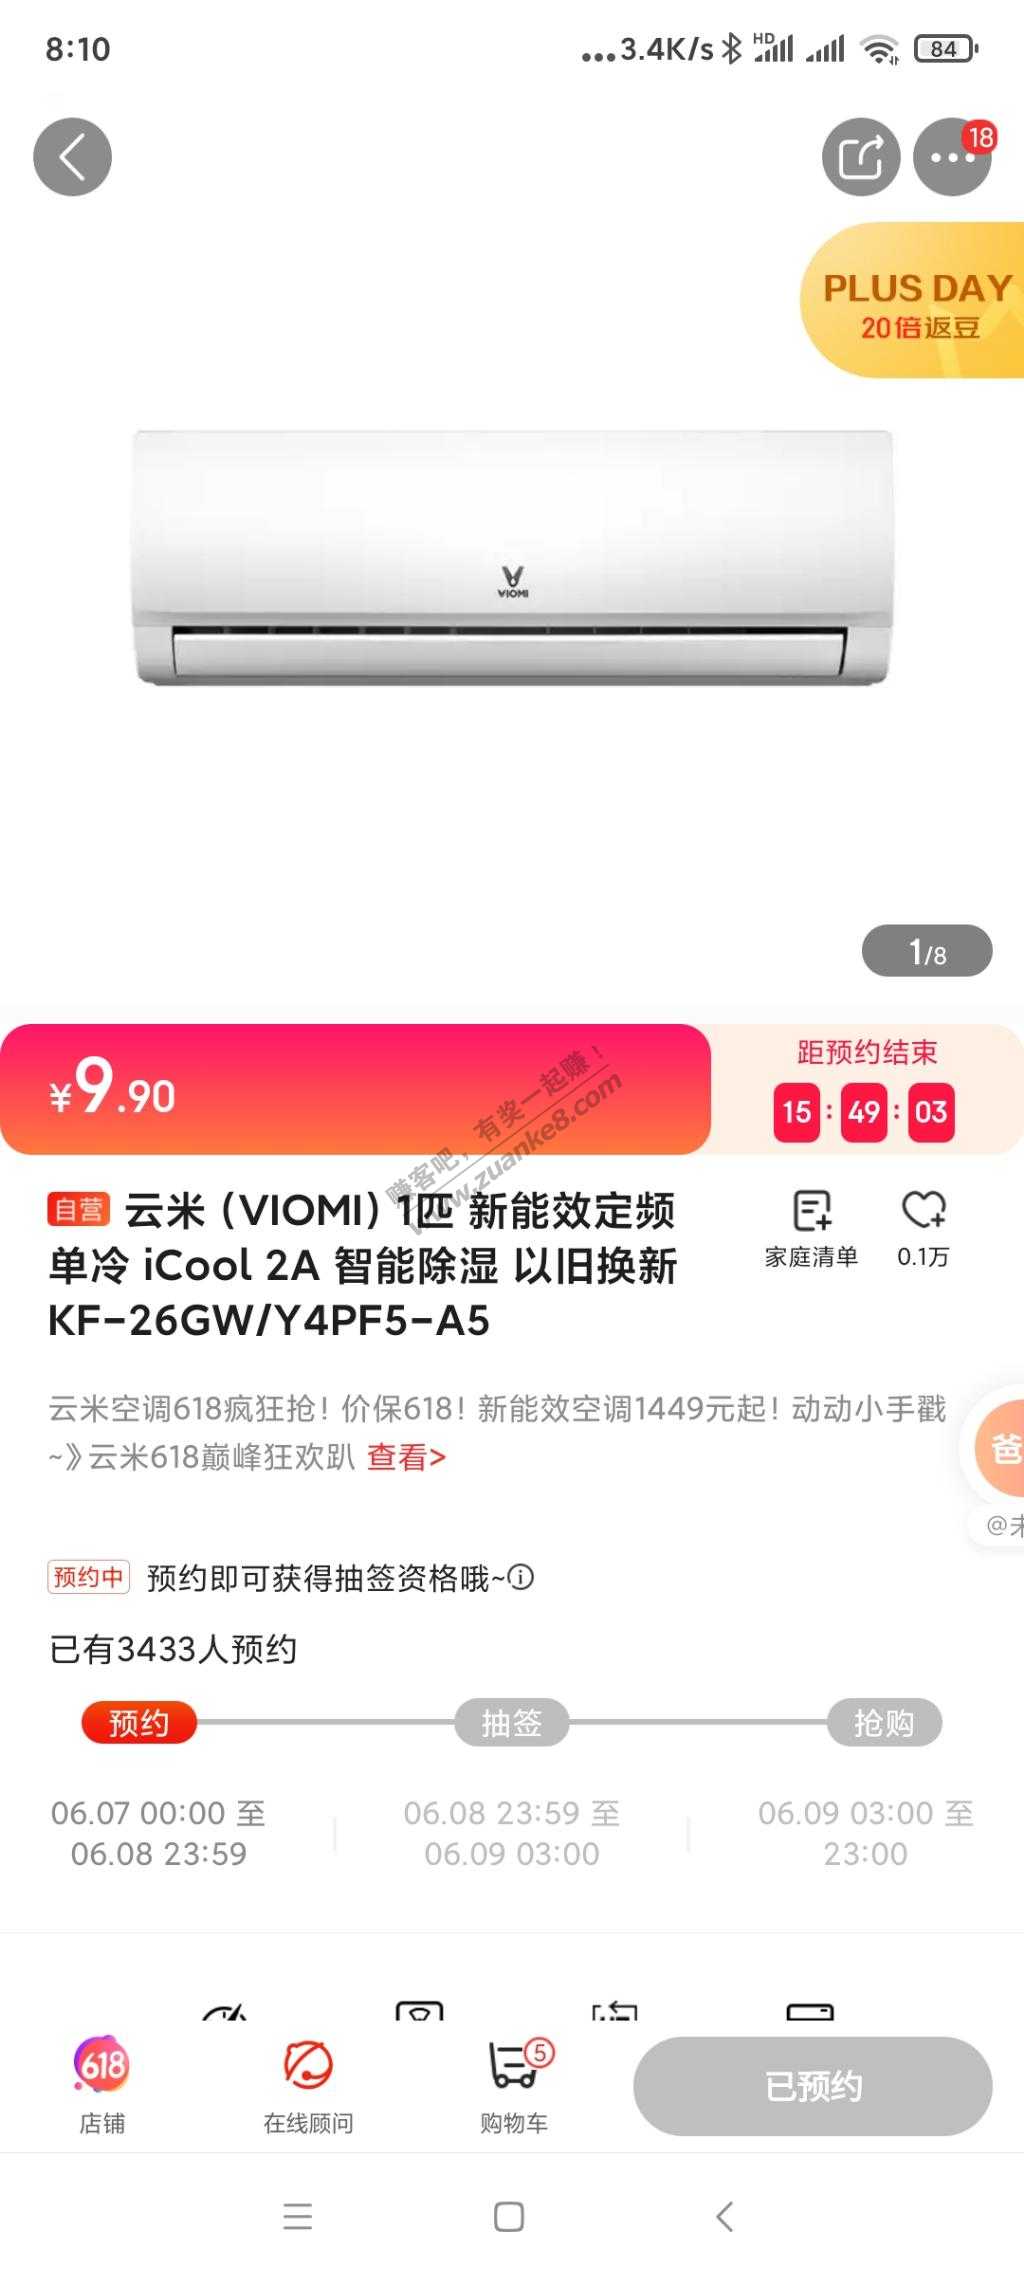 8:10
...3.4K/s HD 84
18
PLUS DAY
20倍返豆
VIOMI
1/8
¥9.90
距预约结束
15:49:03
赚客吧，有奖一起赚！
www.zuanke8.com
自营 云米（VIOMI）1匹 新能效定频
单冷 iCool 2A 智能除湿 以旧换新
KF-26GW/Y4PF5-A5
家庭清单
0.1万
云米空调618疯狂抢！价保618！新能效空调1449元起！动动小手戳
~》云米618巅峰狂欢趴 查看>
爸
@未
预约中 预约即可获得抽签资格哦~
已有3433人预约
预约 抽签 抢购
06.07 00:00 至
06.08 23:59
06.08 23:59 至
06.09 03:00
06.09 03:00 至
23:00
618
店铺
在线顾问
5
购物车
已预约